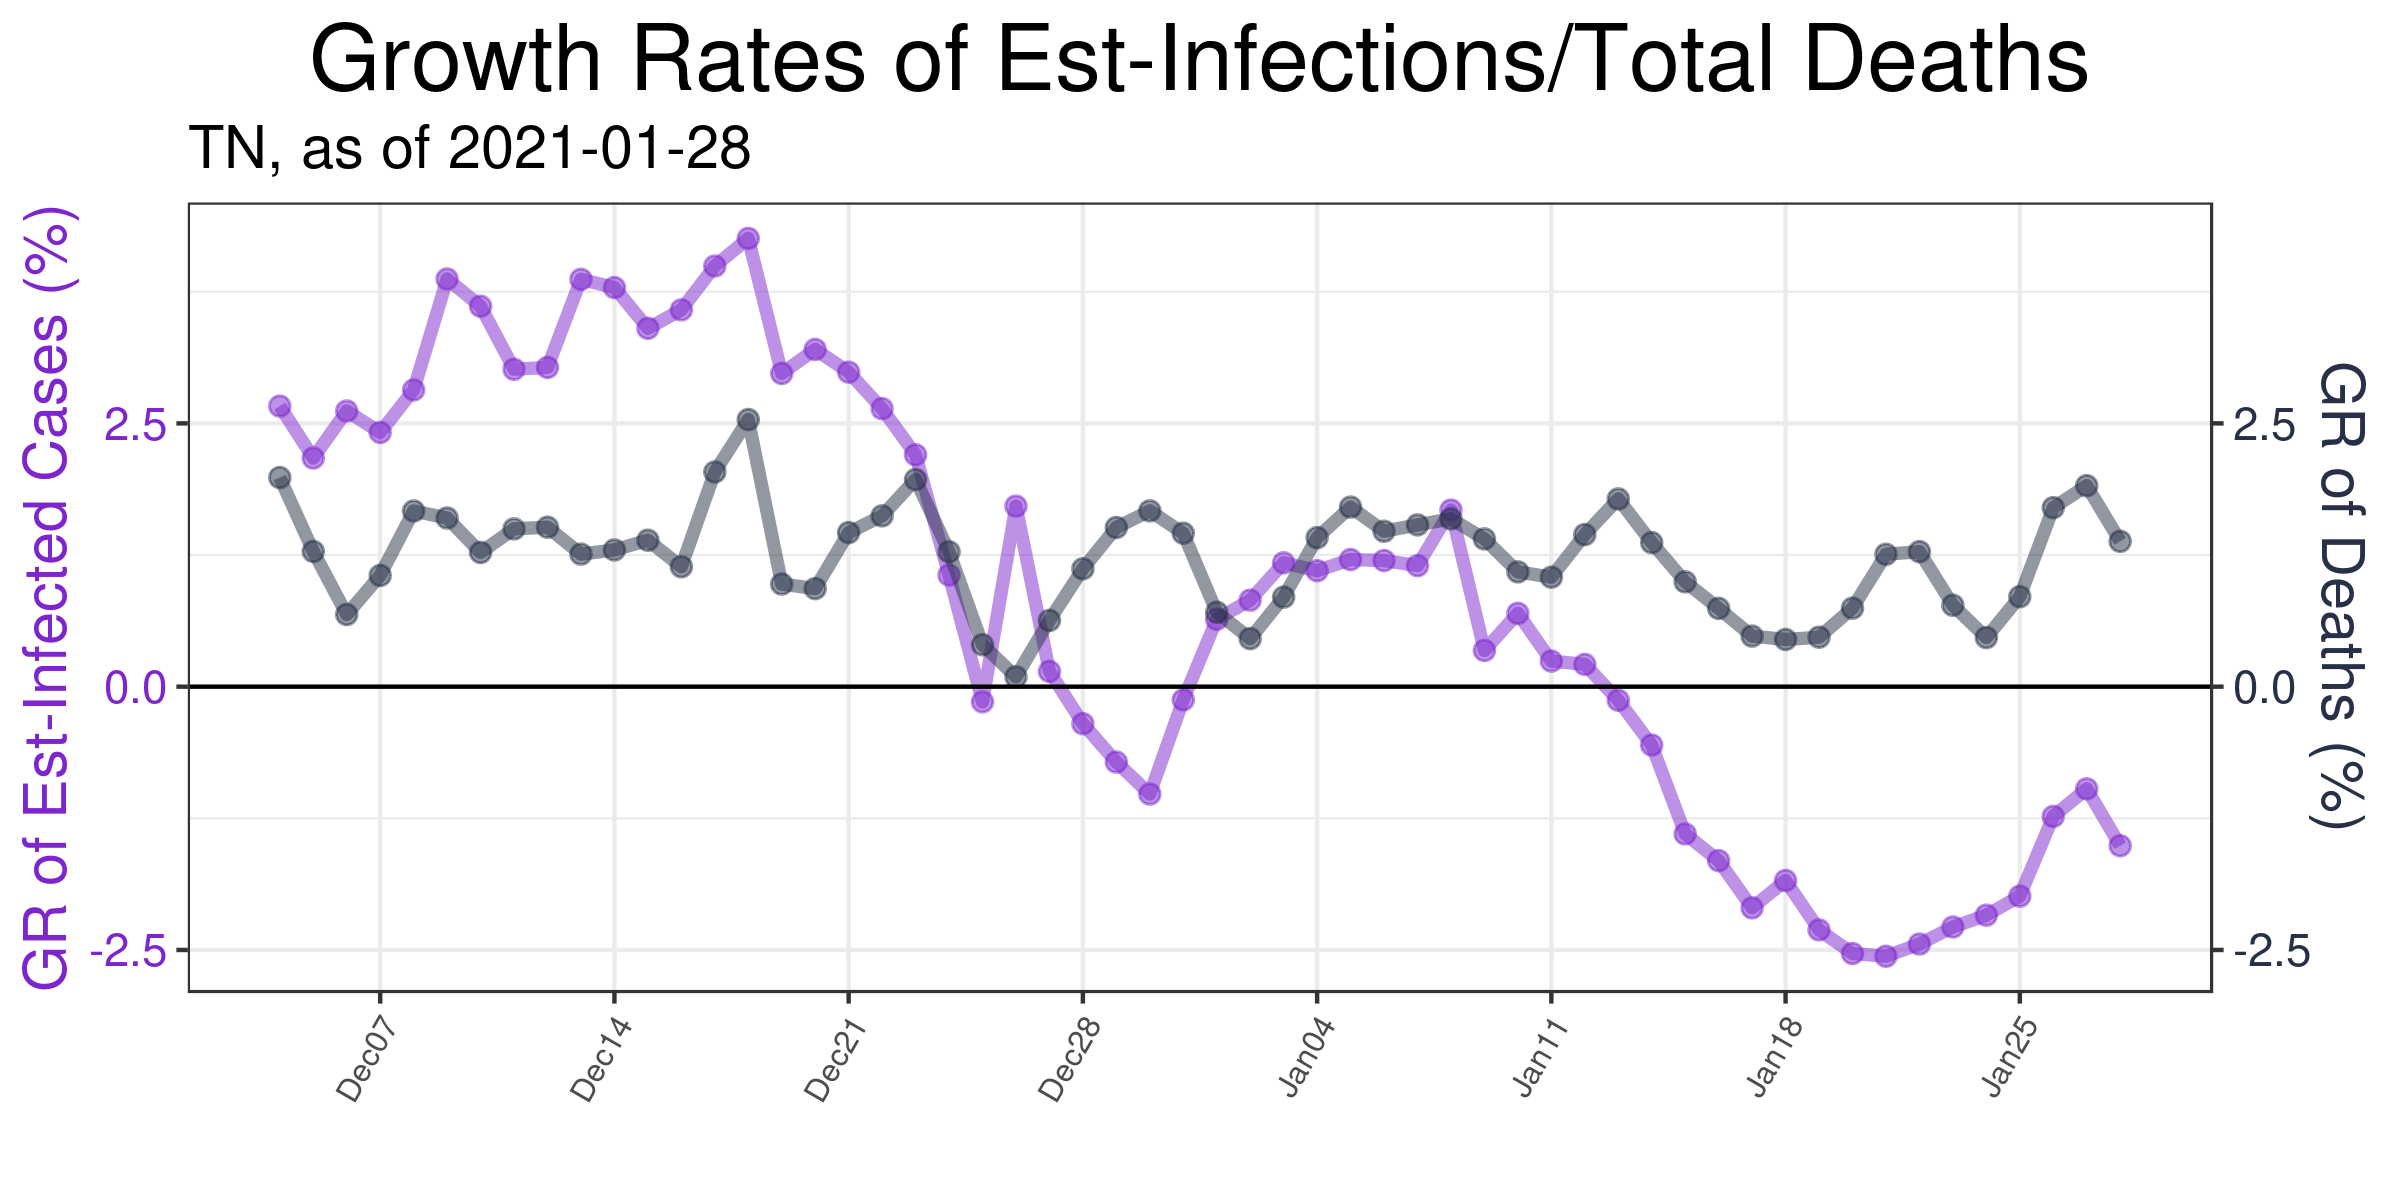 Growth Rates of Est-Infections/Total Deaths
TN, as of 2021-01-28
GR of Est-Infected Cases (%)
2.5
0.0
-2.5
2.5
0.0
-2.5
GR of Deaths (%)
Dec07
Dec14
Dec21
Dec28
Jan04
Jan11
Jan18
Jan25